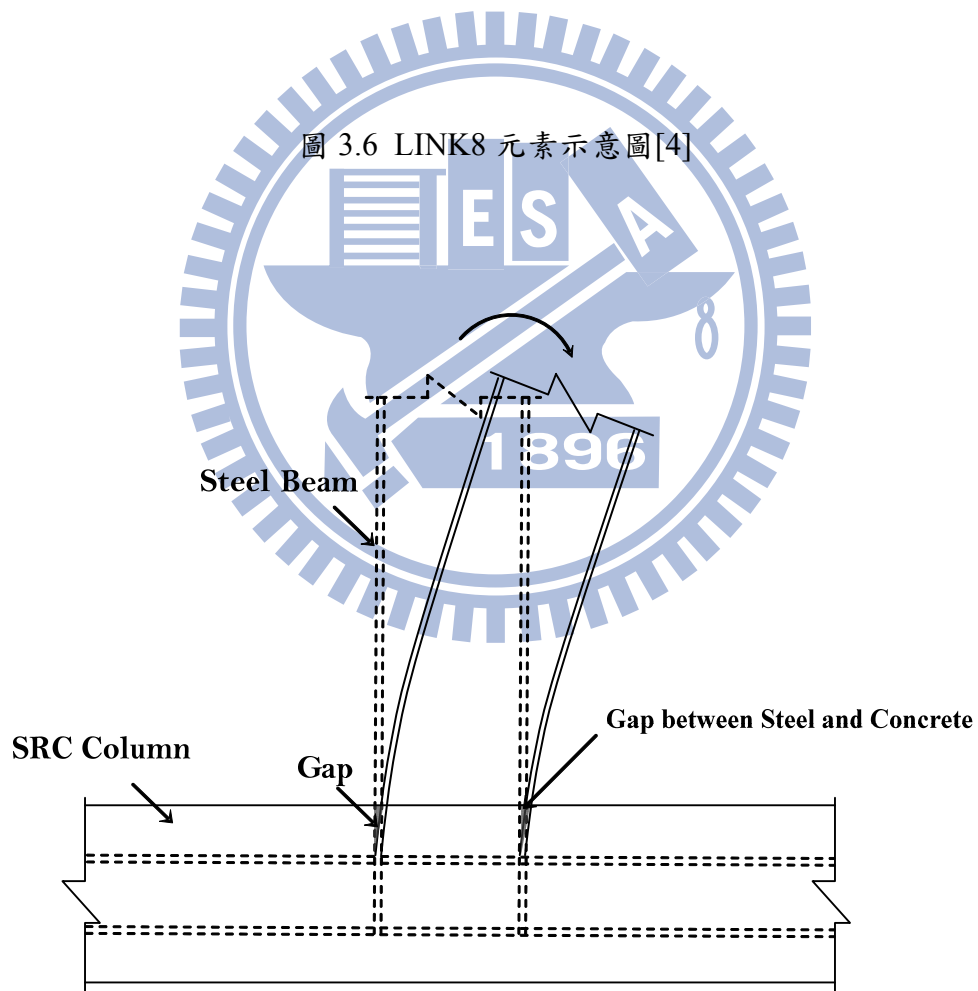 圖 3.6 LINK8 元素示意圖[4]
E S A
8
1896
Steel Beam
Gap between Steel and Concrete
SRC Column
Gap